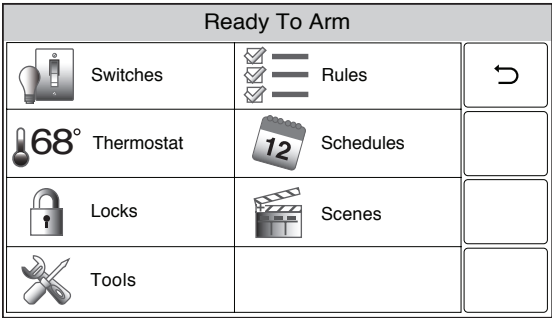 Ready To Arm
Switches
Rules
68° Thermostat
12 Schedules
Locks
Scenes
Tools